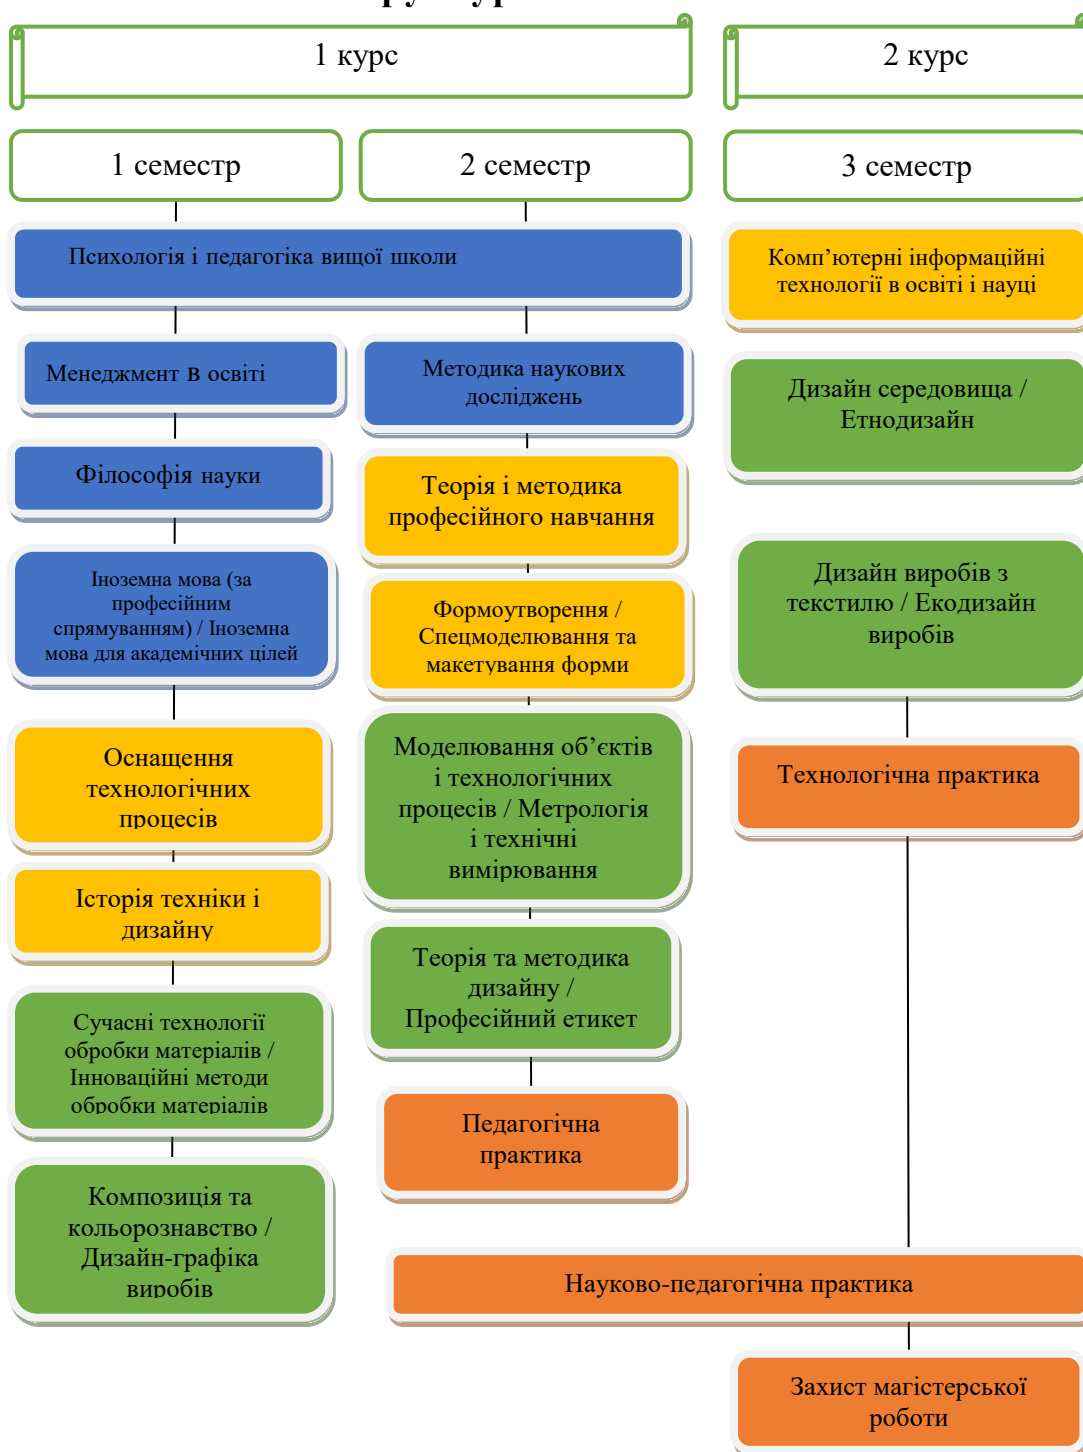 1 курс
2 курс
1 семестр
2 семестр
3 семестр
Психологія і педагогіка вищої школи
Комп’ютерні інформаційні
технології в освіті і науці
Менеджмент в освіті
Методика наукових
досліджень
Дизайн середовища /
Етнодизайн
Філософія науки
Теорія і методика
професійного навчання
Іноземна мова (за
професійним
спрямуванням) / Іноземна
мова для академічних цілей
Формоутворення /
Спецмоделювання та
макетування форми
Дизайн виробів з
текстилю / Екодизайн
виробів
Оснащення
технологічних
процесів
Моделювання об’єктів
і технологічних
процесів / Метрологія
і технічні
вимірювання
Технологічна практика
Історія техніки і
дизайну
Теорія та методика
дизайну /
Професійний етикет
Сучасні технології
обробки матеріалів /
Інноваційні методи
обробки матеріалів
Педагогічна
практика
Композиція та
кольорознавство /
Дизайн-графіка
виробів
Науково-педагогічна практика
Захист магістерської
роботи